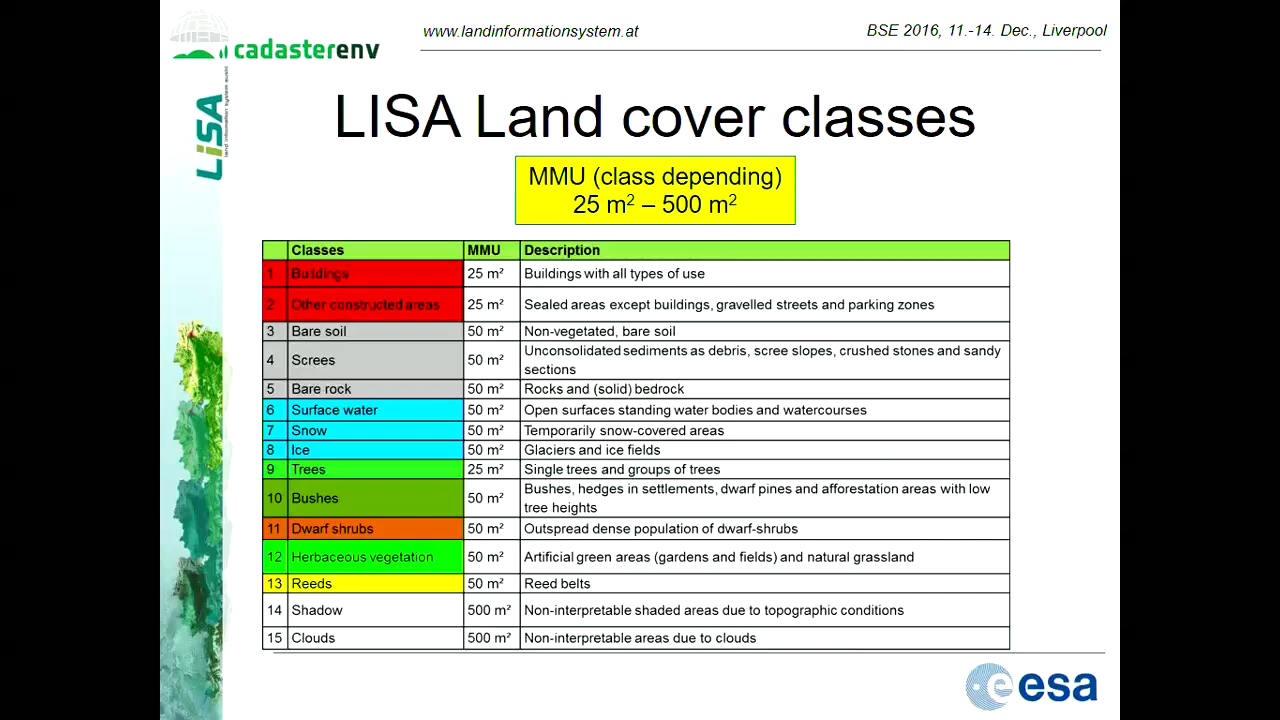 www.landinformationsystem.at
BSE 2016, 11.-14. Dec., Liverpool
cadasterenv
LISA
land information system austria
LISA Land cover classes
MMU (class depending)
25 m² – 500 m²
Classes MMU Description
1 Buildings 25 m² Buildings with all types of use
2 Other constructed areas 25 m² Sealed areas except buildings, gravelled streets and parking zones
3 Bare soil 50 m² Non-vegetated, bare soil
4 Screes 50 m² Unconsolidated sediments as debris, scree slopes, crushed stones and sandy
sections
5 Bare rock 50 m² Rocks and (solid) bedrock
6 Surface water 50 m² Open surfaces standing water bodies and watercourses
7 Snow 50 m² Temporarily snow-covered areas
8 Ice 50 m² Glaciers and ice fields
9 Trees 25 m² Single trees and groups of trees
10 Bushes 50 m² Bushes, hedges in settlements, dwarf pines and afforestation areas with low
tree heights
11 Dwarf shrubs 50 m² Outspread dense population of dwarf-shrubs
12 Herbaceous vegetation 50 m² Artificial green areas (gardens and fields) and natural grassland
13 Reeds 50 m² Reed belts
14 Shadow 500 m² Non-interpretable shaded areas due to topographic conditions
15 Clouds 500 m² Non-interpretable areas due to clouds
esa